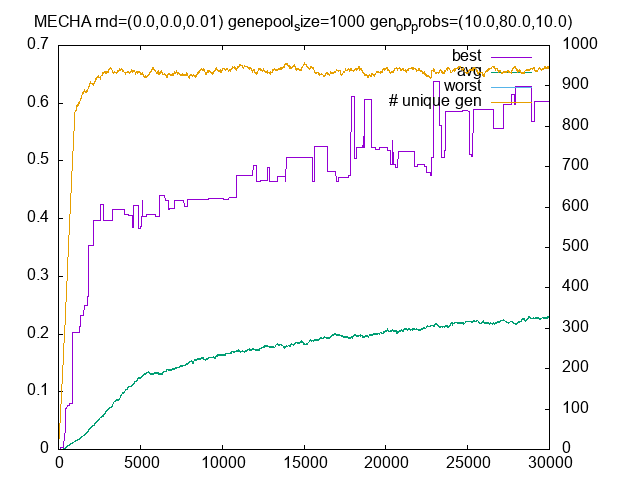 MECHA rnd=(0.0,0.0,0.01) genepoolsize=1000 genopprobs=(10.0,80.0,10.0)
0.7 1000
best
avg
900
worst
0.6
# unique gen
800
0.5 700
600
0.4
500
0.3
400
0.2 300
200
0.1
100
0 0
0 5000 10000 15000 20000 25000 30000